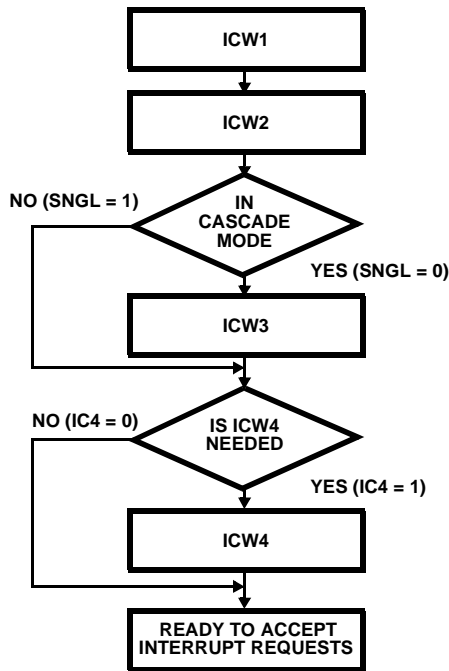 ICW1
ICW2
NO (SNGL = 1)
IN
CASCADE
MODE
YES (SNGL = 0)
ICW3
NO (IC4 = 0)
IS ICW4
NEEDED
YES (IC4 = 1)
ICW4
READY TO ACCEPT
INTERRUPT REQUESTS